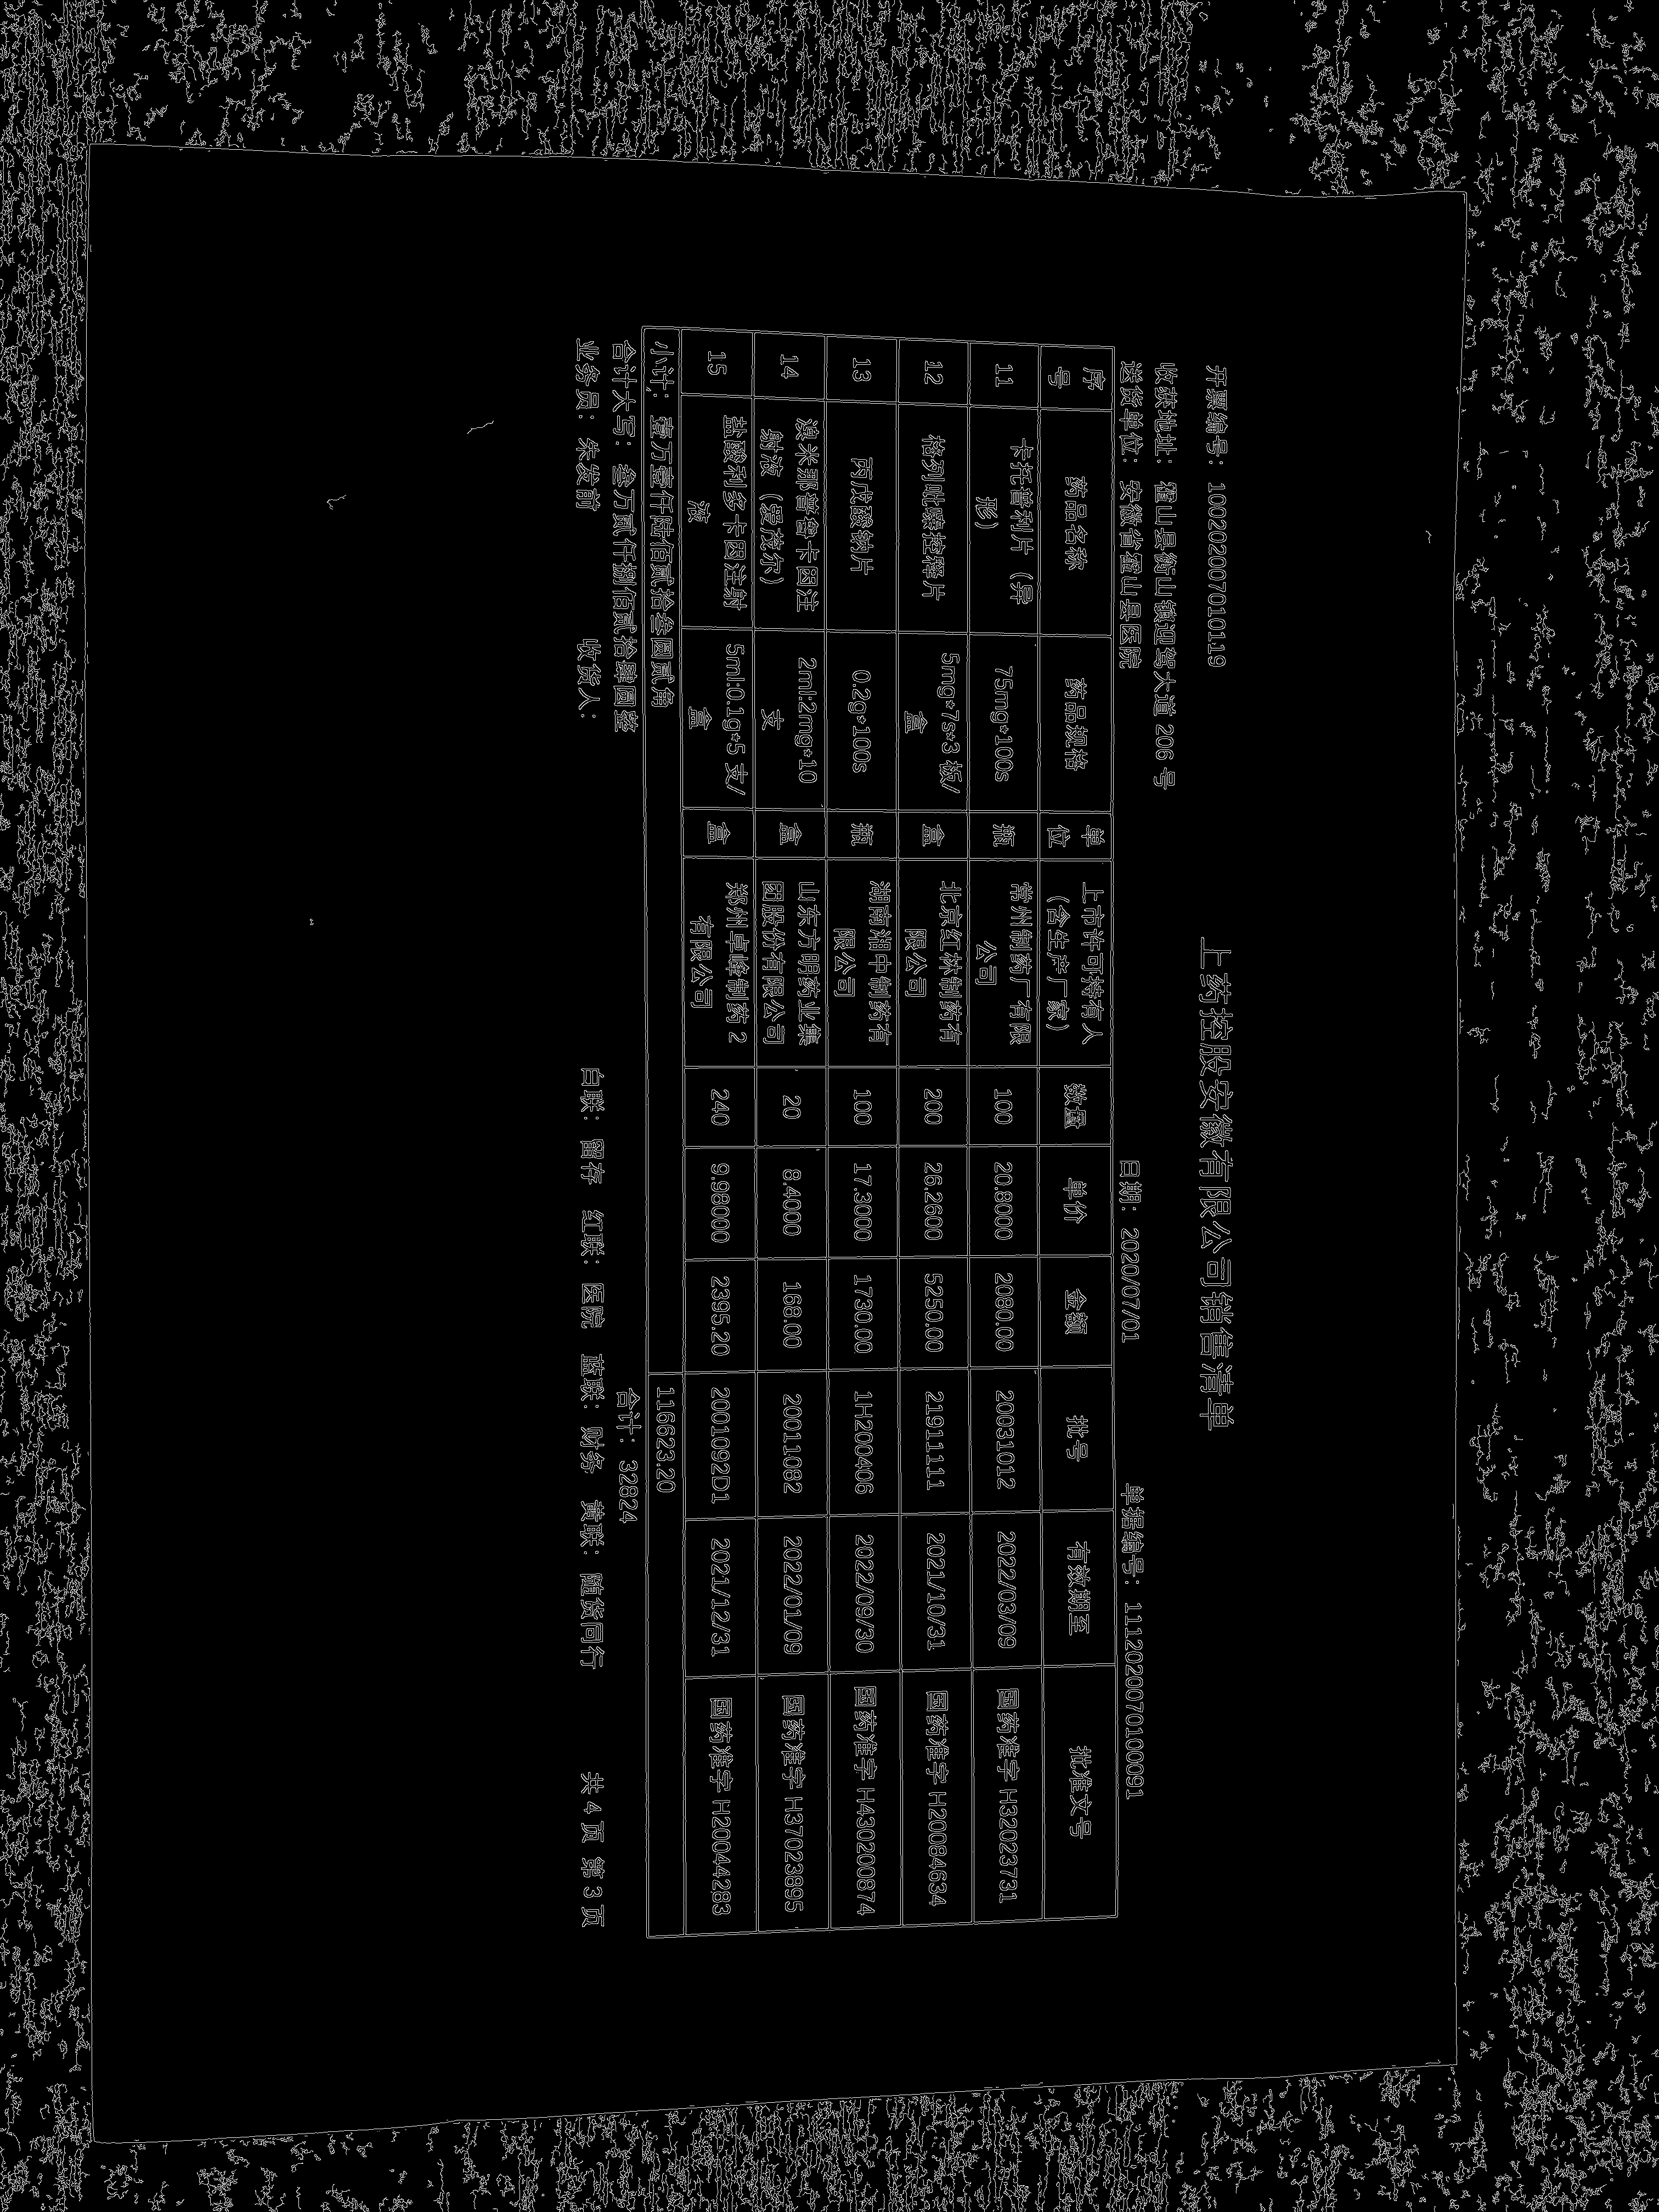 上药控股安徽有限公司销售清单
开票编号：100202007010119
收获地址：霍山县衡山镇迎驾大道 206 号
送货单位：安徽省霍山县医院 日期：2020/07/01 单据编号：1112020070100091
序号 药品名称 药品规格 单位 上市许可持有人（含生产厂家） 数量 单价 金额 批号 有效期至 批准文号
11 卡托普利片（异形） 75mg*100s 瓶 常州制药厂有限公司 100 20.8000 2080.00 20031012 2022/03/09 国药准字 H32023731
12 格列吡嗪控释片 5mg*7s*3 板/盒 盒 北京红林制药有限公司 200 26.2600 5250.00 21911111 2021/10/31 国药准字 H20084634
13 丙戊酸钠片 0.2g*100s 瓶 湖南湘中制药有限公司 100 17.3000 1730.00 1H200406 2022/09/30 国药准字 H43020874
14 溴米那普鲁卡因注射液（爱茂尔） 2ml:2mg*10支 盒 山东方明药业集团股份有限公司 20 8.4000 168.00 20011082 2022/01/09 国药准字 H37023895
15 盐酸利多卡因注射液 5ml:0.1g*5 支/盒 盒 郑州卓峰制药 2有限公司 240 9.98000 2395.20 2001092D1 2021/12/31 国药准字 H20044283
小计：壹万壹仟陆佰贰拾叁圆贰角 116623.20
合计大写：叁万贰仟捌佰贰拾肆圆整 合计：32824
业务员：朱发前 收货人： 白联：留存 红联：医院 蓝联：财务 黄联：随货同行 共 4 页 第 3 页